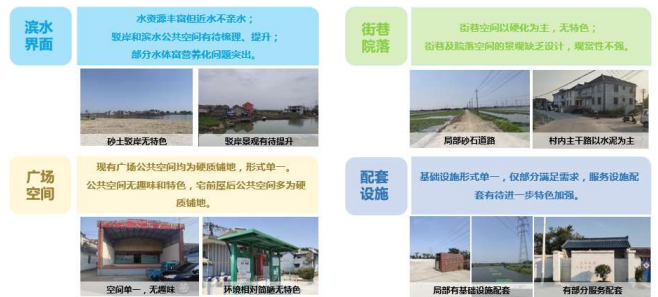 滨水
界面
水资源丰富但近水不亲水；
驳岸和滨水公共空间有待梳理、提升；
部分水体富营养化问题突出。
砂土驳岸无特色
驳岸景观有待提升
街巷
院落
街巷空间以硬化为主，无特色；
街巷及院落空间的景观缺乏设计，观赏性不强。
局部砂石道路
村内主干路以水泥为主
广场
空间
现有广场公共空间均为硬质铺地，形式单一。
公共空间无趣味和特色，宅前屋后公共空间多为硬
质铺地。
空间单一，无趣味
环境相对简陋无特色
配套
设施
基础设施形式单一，仅部分满足需求，服务设施配
套有待进一步特色加强。
局部有基础设施配套
有部分服务配套